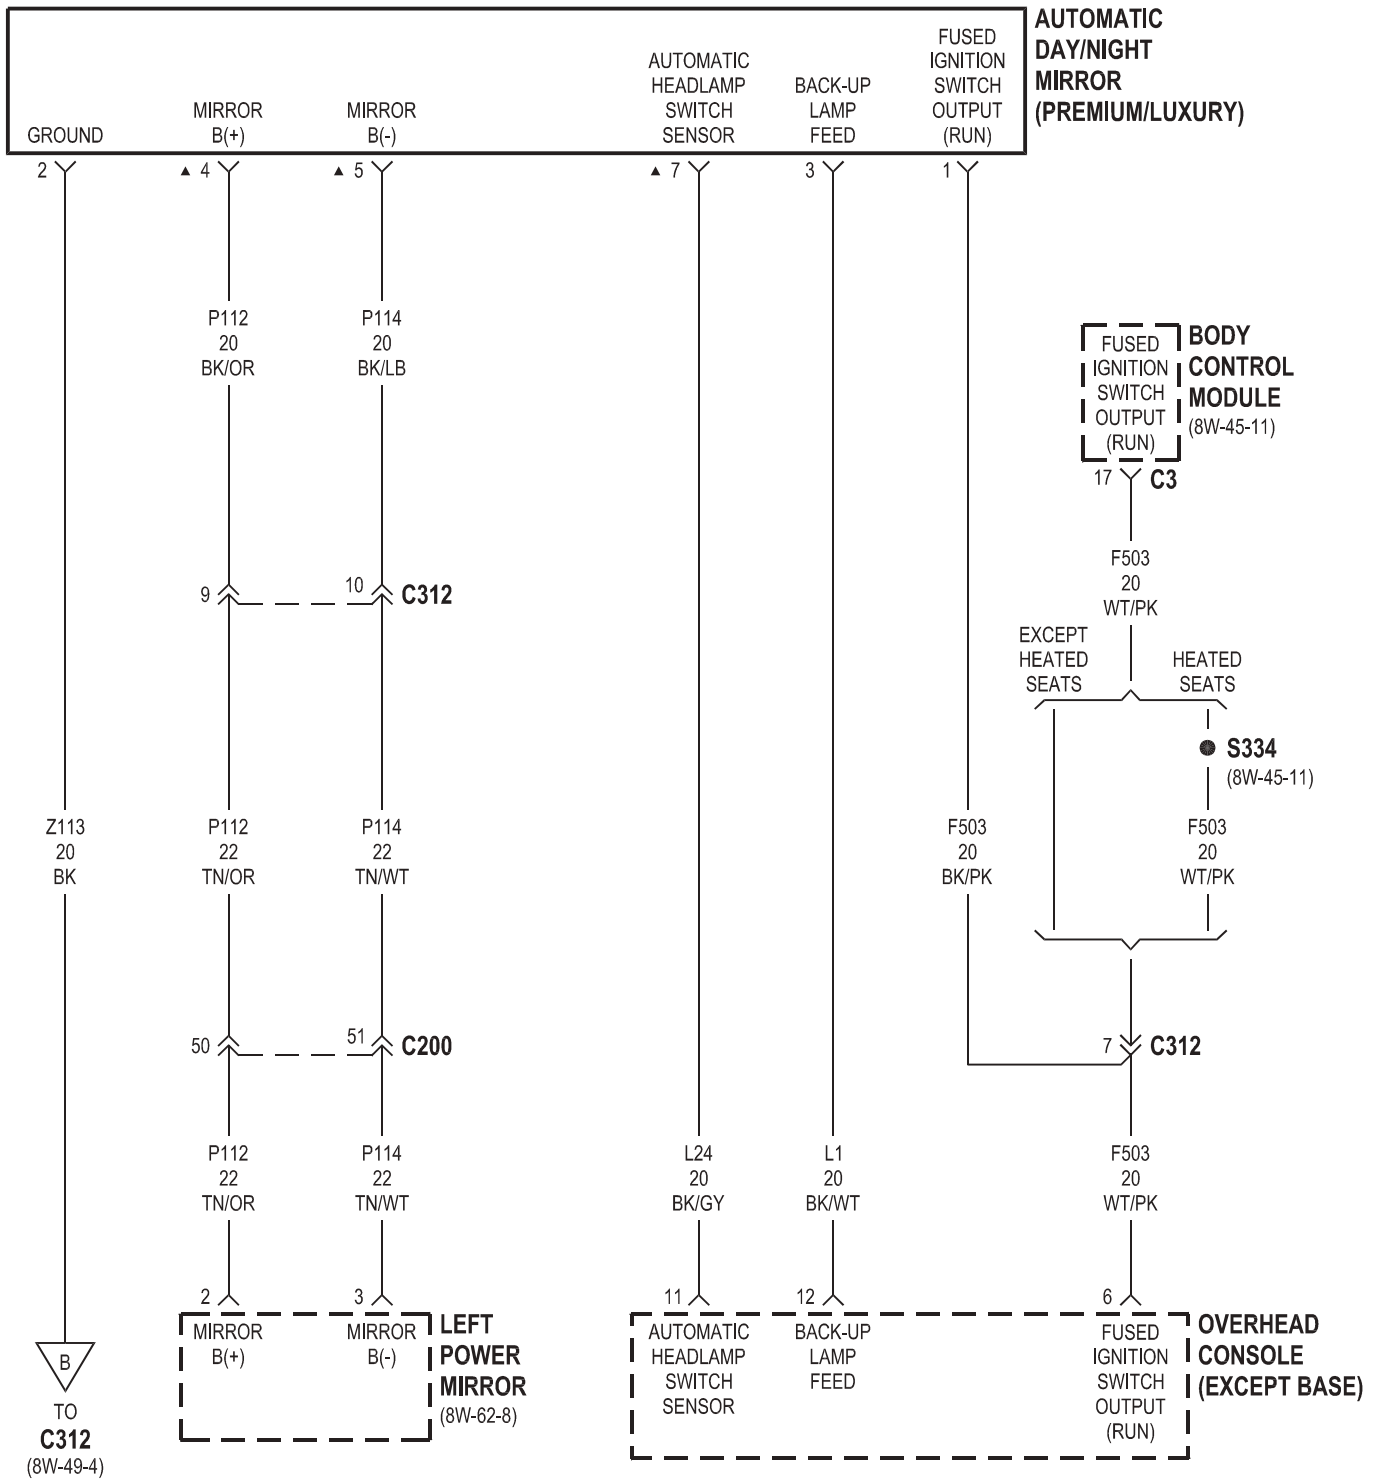 AUTOMATIC
DAY/NIGHT
MIRROR
(PREMIUM/LUXURY)
GROUND
MIRROR
B(+)
MIRROR
B(-)
AUTOMATIC
HEADLAMP
SWITCH
SENSOR
BACK-UP
LAMP
FEED
FUSED
IGNITION
SWITCH
OUTPUT
(RUN)
2
▲ 4
▲ 5
▲ 7
3
1
P112
20
BK/OR
P114
20
BK/LB
FUSED
IGNITION
SWITCH
OUTPUT
(RUN)
BODY
CONTROL
MODULE
(8W-45-11)
17
C3
F503
20
WT/PK
9
10
C312
EXCEPT
HEATED
SEATS
HEATED
SEATS
S334
(8W-45-11)
Z113
20
BK
P112
22
TN/OR
P114
22
TN/WT
F503
20
BK/PK
F503
20
WT/PK
50
51
C200
7
C312
P112
22
TN/OR
P114
22
TN/WT
L24
20
BK/GY
L1
20
BK/WT
F503
20
WT/PK
2
3
11
12
6
MIRROR
B(+)
MIRROR
B(-)
LEFT
POWER
MIRROR
(8W-62-8)
AUTOMATIC
HEADLAMP
SWITCH
SENSOR
BACK-UP
LAMP
FEED
FUSED
IGNITION
SWITCH
OUTPUT
(RUN)
OVERHEAD
CONSOLE
(EXCEPT BASE)
B
TO
C312
(8W-49-4)